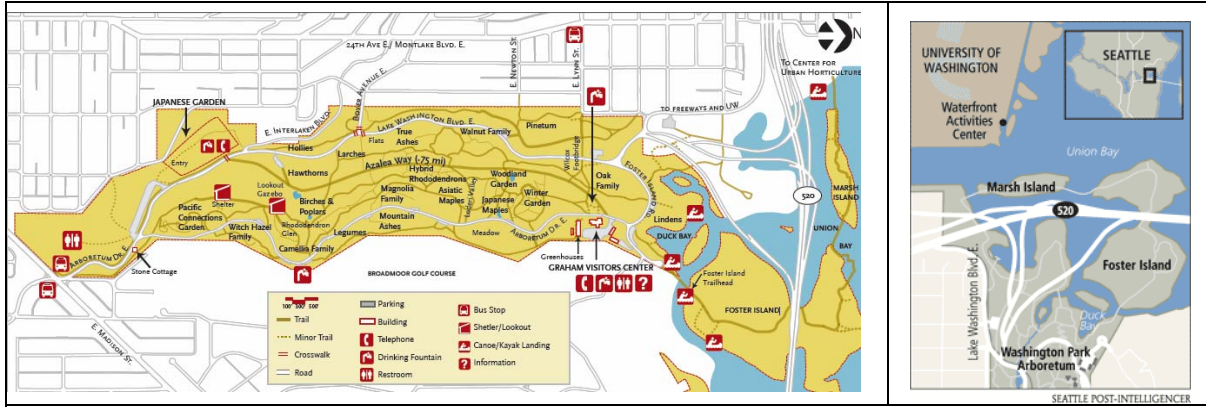 24TH AVE E./ MONTLAKE BLVD. E.
E. NEWTON ST.
E. LYNN ST.
N
TO CENTER FOR
URBAN HORTICULTURE
JAPANESE GARDEN
E. INTERLAKEN BLVD.
BOYER AVENUE E.
LAKE WASHINGTON BLVD. E.
TO FREEWAYS AND UW
Entry
Hollies
Flats
True
Ashes
Walnut Family
Pinetum
Larches
Azalea Way (.75 mi)
Hawthorns
Hybrid
Rhododendrons
Wilcox
Footbridge
Oak
Family
FOSTER ISLAND RD.
Lookout
Gazebo
Shelter
Birches &
Poplars
Magnolia
Family
Asiatic
Maples
Woodland
Garden
Japanese
Maples
Winter
Garden
Pacific
Connections
Garden
Witch Hazel
Family
Rhododendron
Glen
Camellia Family
Legumes
Mountain
Ashes
Meadow
ARBORETUM DR. E.
Lindens
DUCK BAY
520
MARSH
ISLAND
UNION
BAY
ARBORETUM DR. E.
Stone Cottage
Greenhouses
GRAHAM VISITORS CENTER
BROADMOOR GOLF COURSE
Foster Island
Trailhead
FOSTER ISLAND
E. MADISON ST.
Trail
Minor Trail
Crosswalk
Road
Parking
Building
Telephone
Drinking Fountain
Restroom
Bus Stop
Shetler/Lookout
Canoe/Kayak Landing
? Information
UNIVERSITY OF
WASHINGTON
SEATTLE
Waterfront
Activities
Center
Union Bay
Marsh Island
520
Foster Island
Lake Washington Blvd. E.
Duck
Bay
Washington Park
Arboretum
SEATTLE POST-INTELLIGENCER